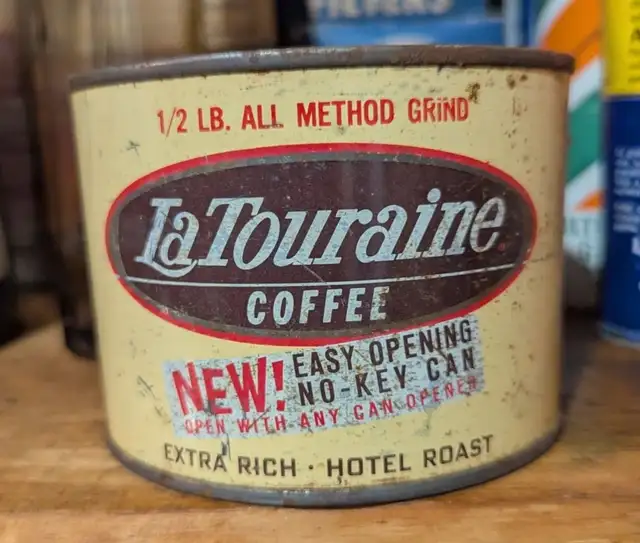 FILTERS
1/2 LB. ALL METHOD GRIND
LaTouraine
COFFEE
NEW! EASY OPENING
NO-KEY CAN
OPEN WITH ANY CAN OPENER
EXTRA RICH · HOTEL ROAST